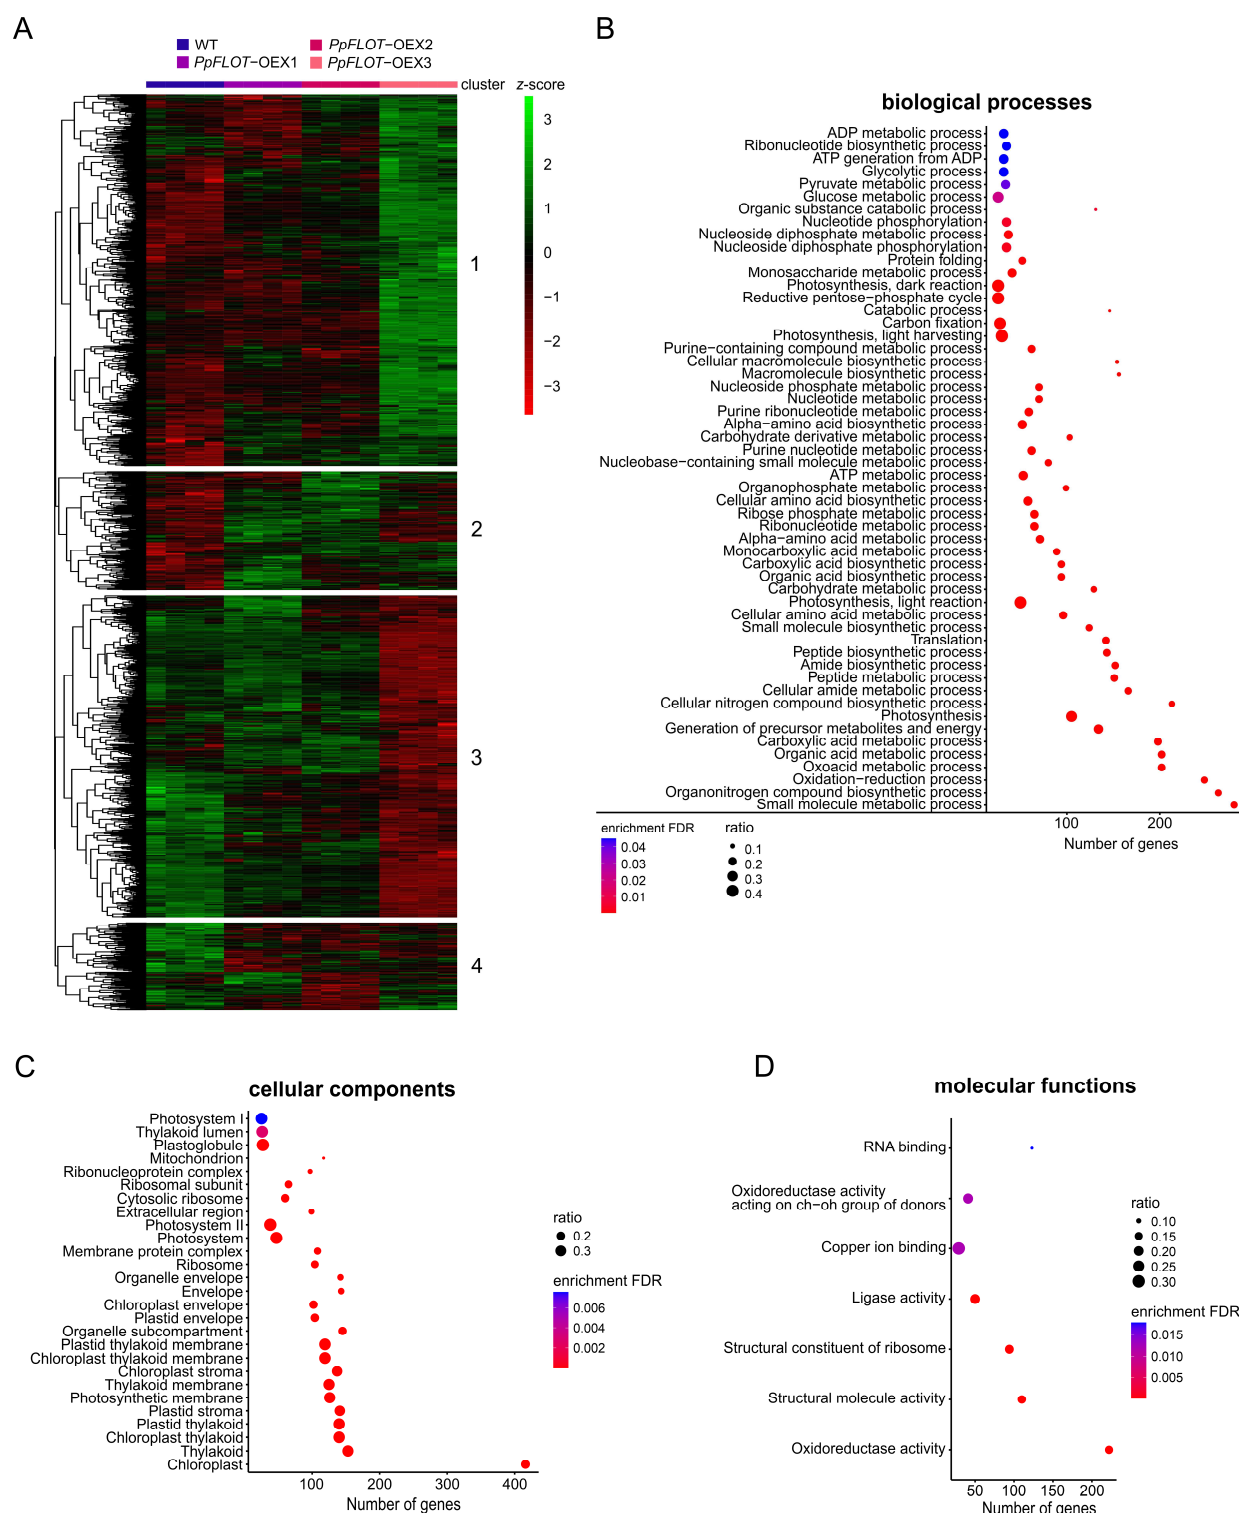 A
WT
PpFLOT−OEX2
PpFLOT−OEX1
PpFLOT−OEX3
cluster
z-score
3
2
1
0
−1
−2
−3
1
2
3
4
B
biological processes
ADP metabolic process
Ribonucleotide biosynthetic process
ATP generation from ADP
Glycolytic process
Pyruvate metabolic process
Glucose metabolic process
Organic substance catabolic process
Nucleotide phosphorylation
Nucleoside diphosphate metabolic process
Nucleoside diphosphate phosphorylation
Protein folding
Monosaccharide metabolic process
Photosynthesis, dark reaction
Reductive pentose−phosphate cycle
Catabolic process
Carbon fixation
Photosynthesis, light harvesting
Purine−containing compound metabolic process
Cellular macromolecule biosynthetic process
Macromolecule biosynthetic process
Nucleoside phosphate metabolic process
Nucleotide metabolic process
Purine ribonucleotide metabolic process
Alpha−amino acid biosynthetic process
Carbohydrate derivative metabolic process
Purine nucleotide metabolic process
Nucleobase−containing small molecule metabolic process
ATP metabolic process
Organophosphate metabolic process
Cellular amino acid biosynthetic process
Ribose phosphate metabolic process
Ribonucleotide metabolic process
Alpha−amino acid metabolic process
Monocarboxylic acid metabolic process
Carboxylic acid biosynthetic process
Organic acid biosynthetic process
Carbohydrate metabolic process
Photosynthesis, light reaction
Cellular amino acid metabolic process
Small molecule biosynthetic process
Translation
Peptide biosynthetic process
Amide biosynthetic process
Peptide metabolic process
Cellular amide metabolic process
Cellular nitrogen compound biosynthetic process
Photosynthesis
Generation of precursor metabolites and energy
Carboxylic acid metabolic process
Organic acid metabolic process
Oxoacid metabolic process
Oxidation−reduction process
Organonitrogen compound biosynthetic process
Small molecule metabolic process
100 200
Number of genes
enrichment FDR
0.04
0.03
0.02
0.01
ratio
0.1
0.2
0.3
0.4
C
cellular components
Photosystem I
Thylakoid lumen
Plastoglobule
Mitochondrion
Ribonucleoprotein complex
Ribosomal subunit
Cytosolic ribosome
Extracellular region
Photosystem II
Photosystem
Membrane protein complex
Ribosome
Organelle envelope
Envelope
Chloroplast envelope
Plastid envelope
Organelle subcompartment
Plastid thylakoid membrane
Chloroplast thylakoid membrane
Chloroplast stroma
Thylakoid membrane
Photosynthetic membrane
Plastid stroma
Plastid thylakoid
Chloroplast thylakoid
Thylakoid
Chloroplast
100 200 300 400
Number of genes
ratio
0.2
0.3
enrichment FDR
0.006
0.004
0.002
D
molecular functions
RNA binding
Oxidoreductase activity
acting on ch−oh group of donors
Copper ion binding
Ligase activity
Structural constituent of ribosome
Structural molecule activity
Oxidoreductase activity
50 100 150 200
Number of genes
ratio
0.10
0.15
0.20
0.25
0.30
enrichment FDR
0.015
0.010
0.005